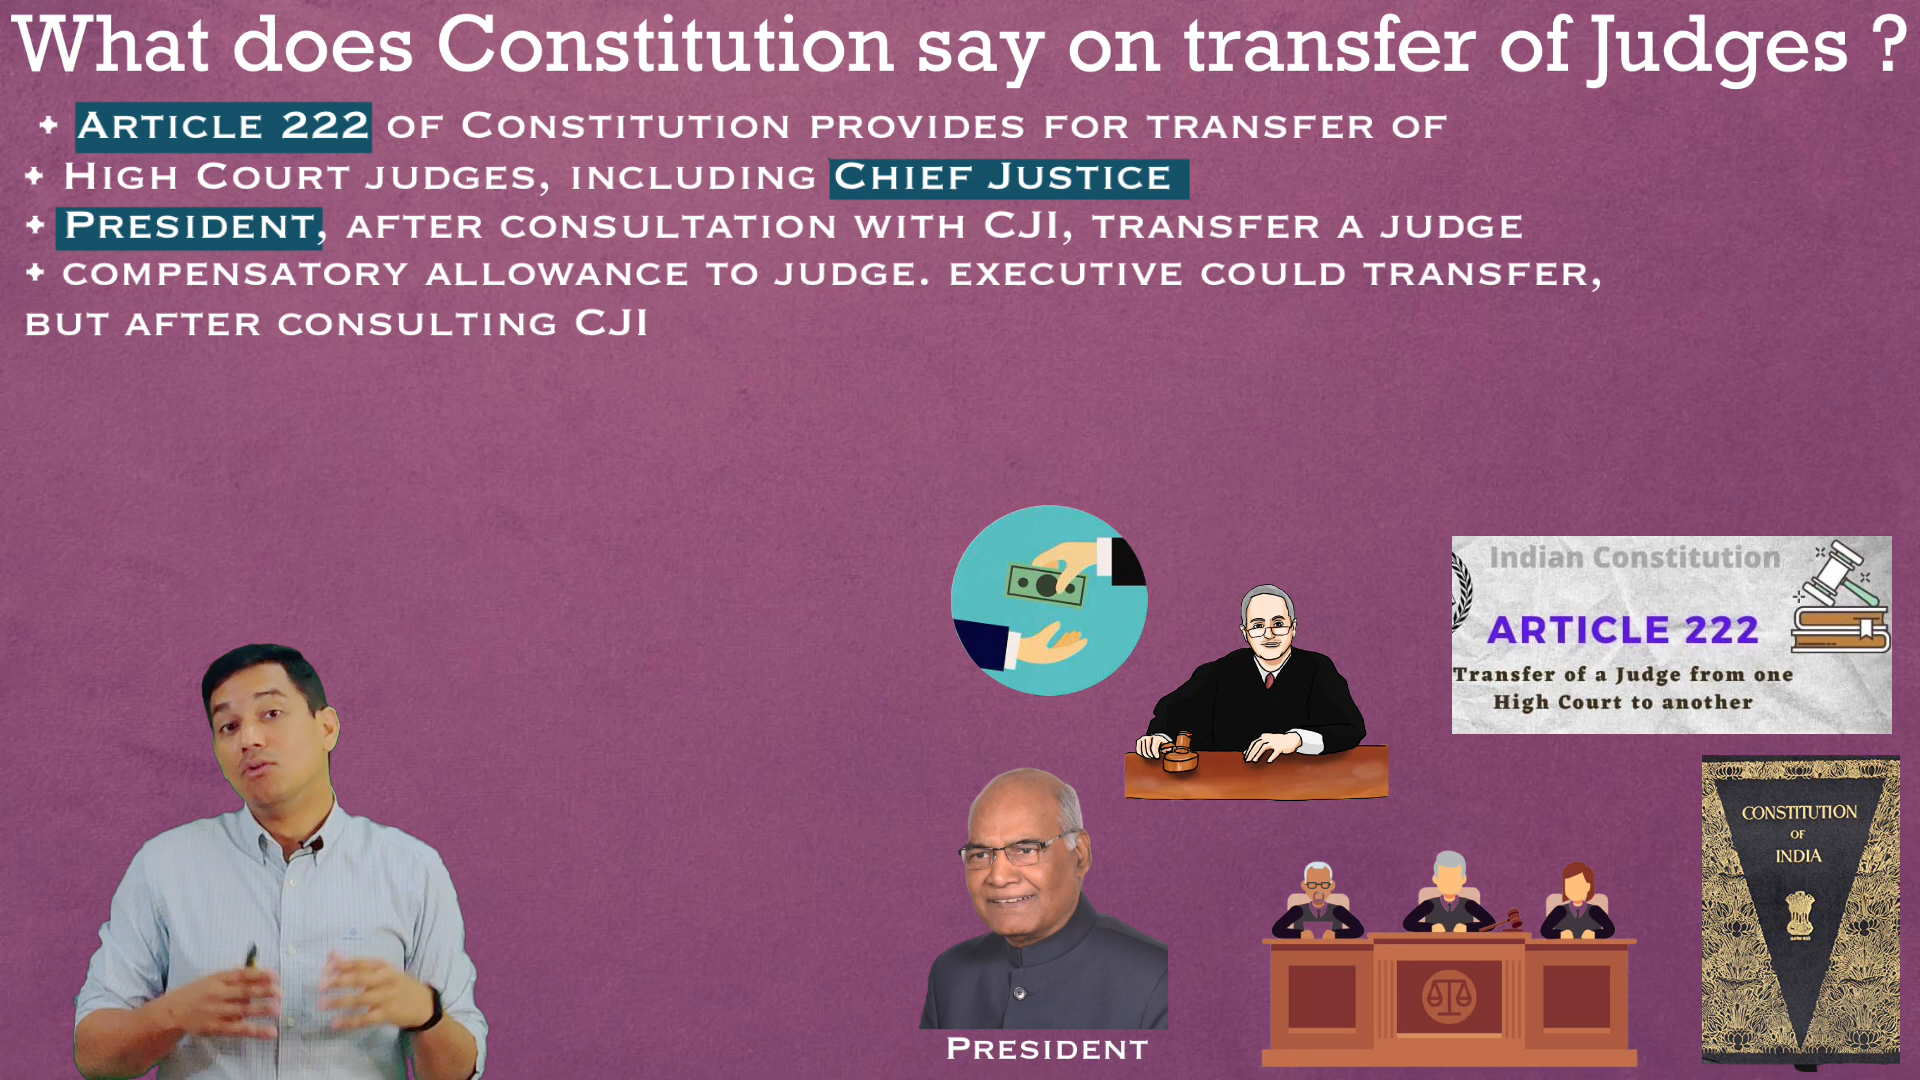 What does Constitution say on transfer of Judges ?
+ Article 222 of Constitution provides for transfer of
+ High Court judges, including Chief Justice
+ President, after consultation with CJI, transfer a judge
+ compensatory allowance to judge. executive could transfer,
but after consulting CJI
Indian Constitution
ARTICLE 222
Transfer of a Judge from one
High Court to another
CONSTITUTION
OF
INDIA
President